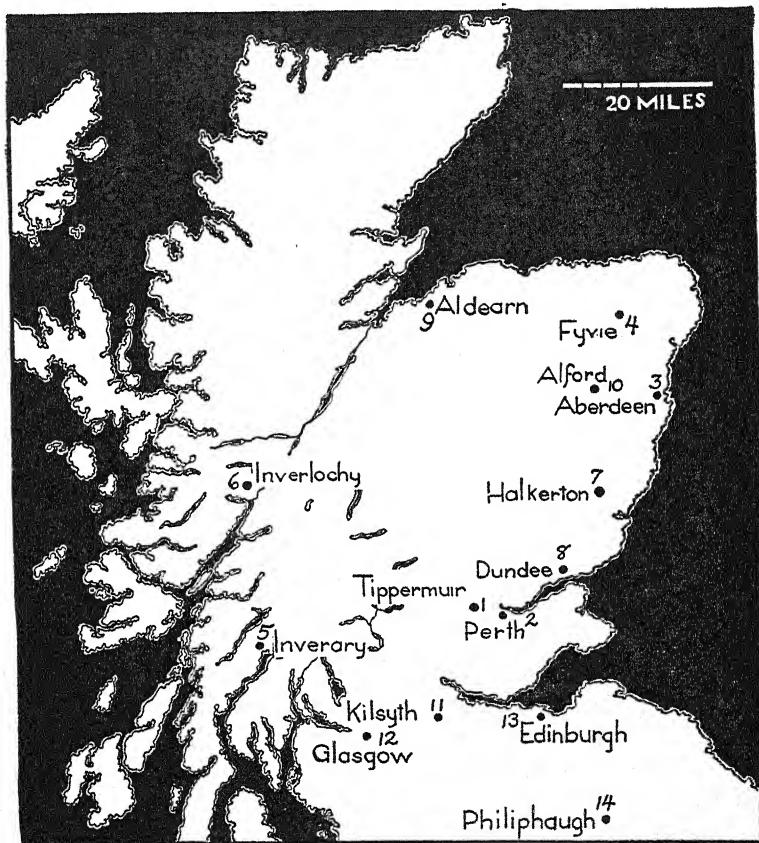 20 MILES
9 Aldearn
Fyvie 4
Alford 10
3
Aberdeen
6 Inverlochy
Halkerton 7
Dundee 8
Tippermuir 1
Perth 2
5 Inverary
Kilsyth 11
12
Glasgow
13 Edinburgh
Philiphaugh 14